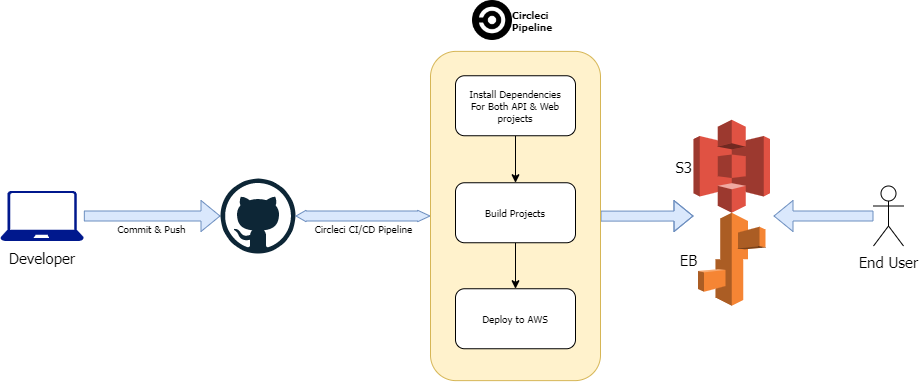 Circleci
Pipeline
Install Dependencies
For Both API & Web
projects
Build Projects
Deploy to AWS
Commit & Push
Circleci CI/CD Pipeline
Developer
S3
EB
End User